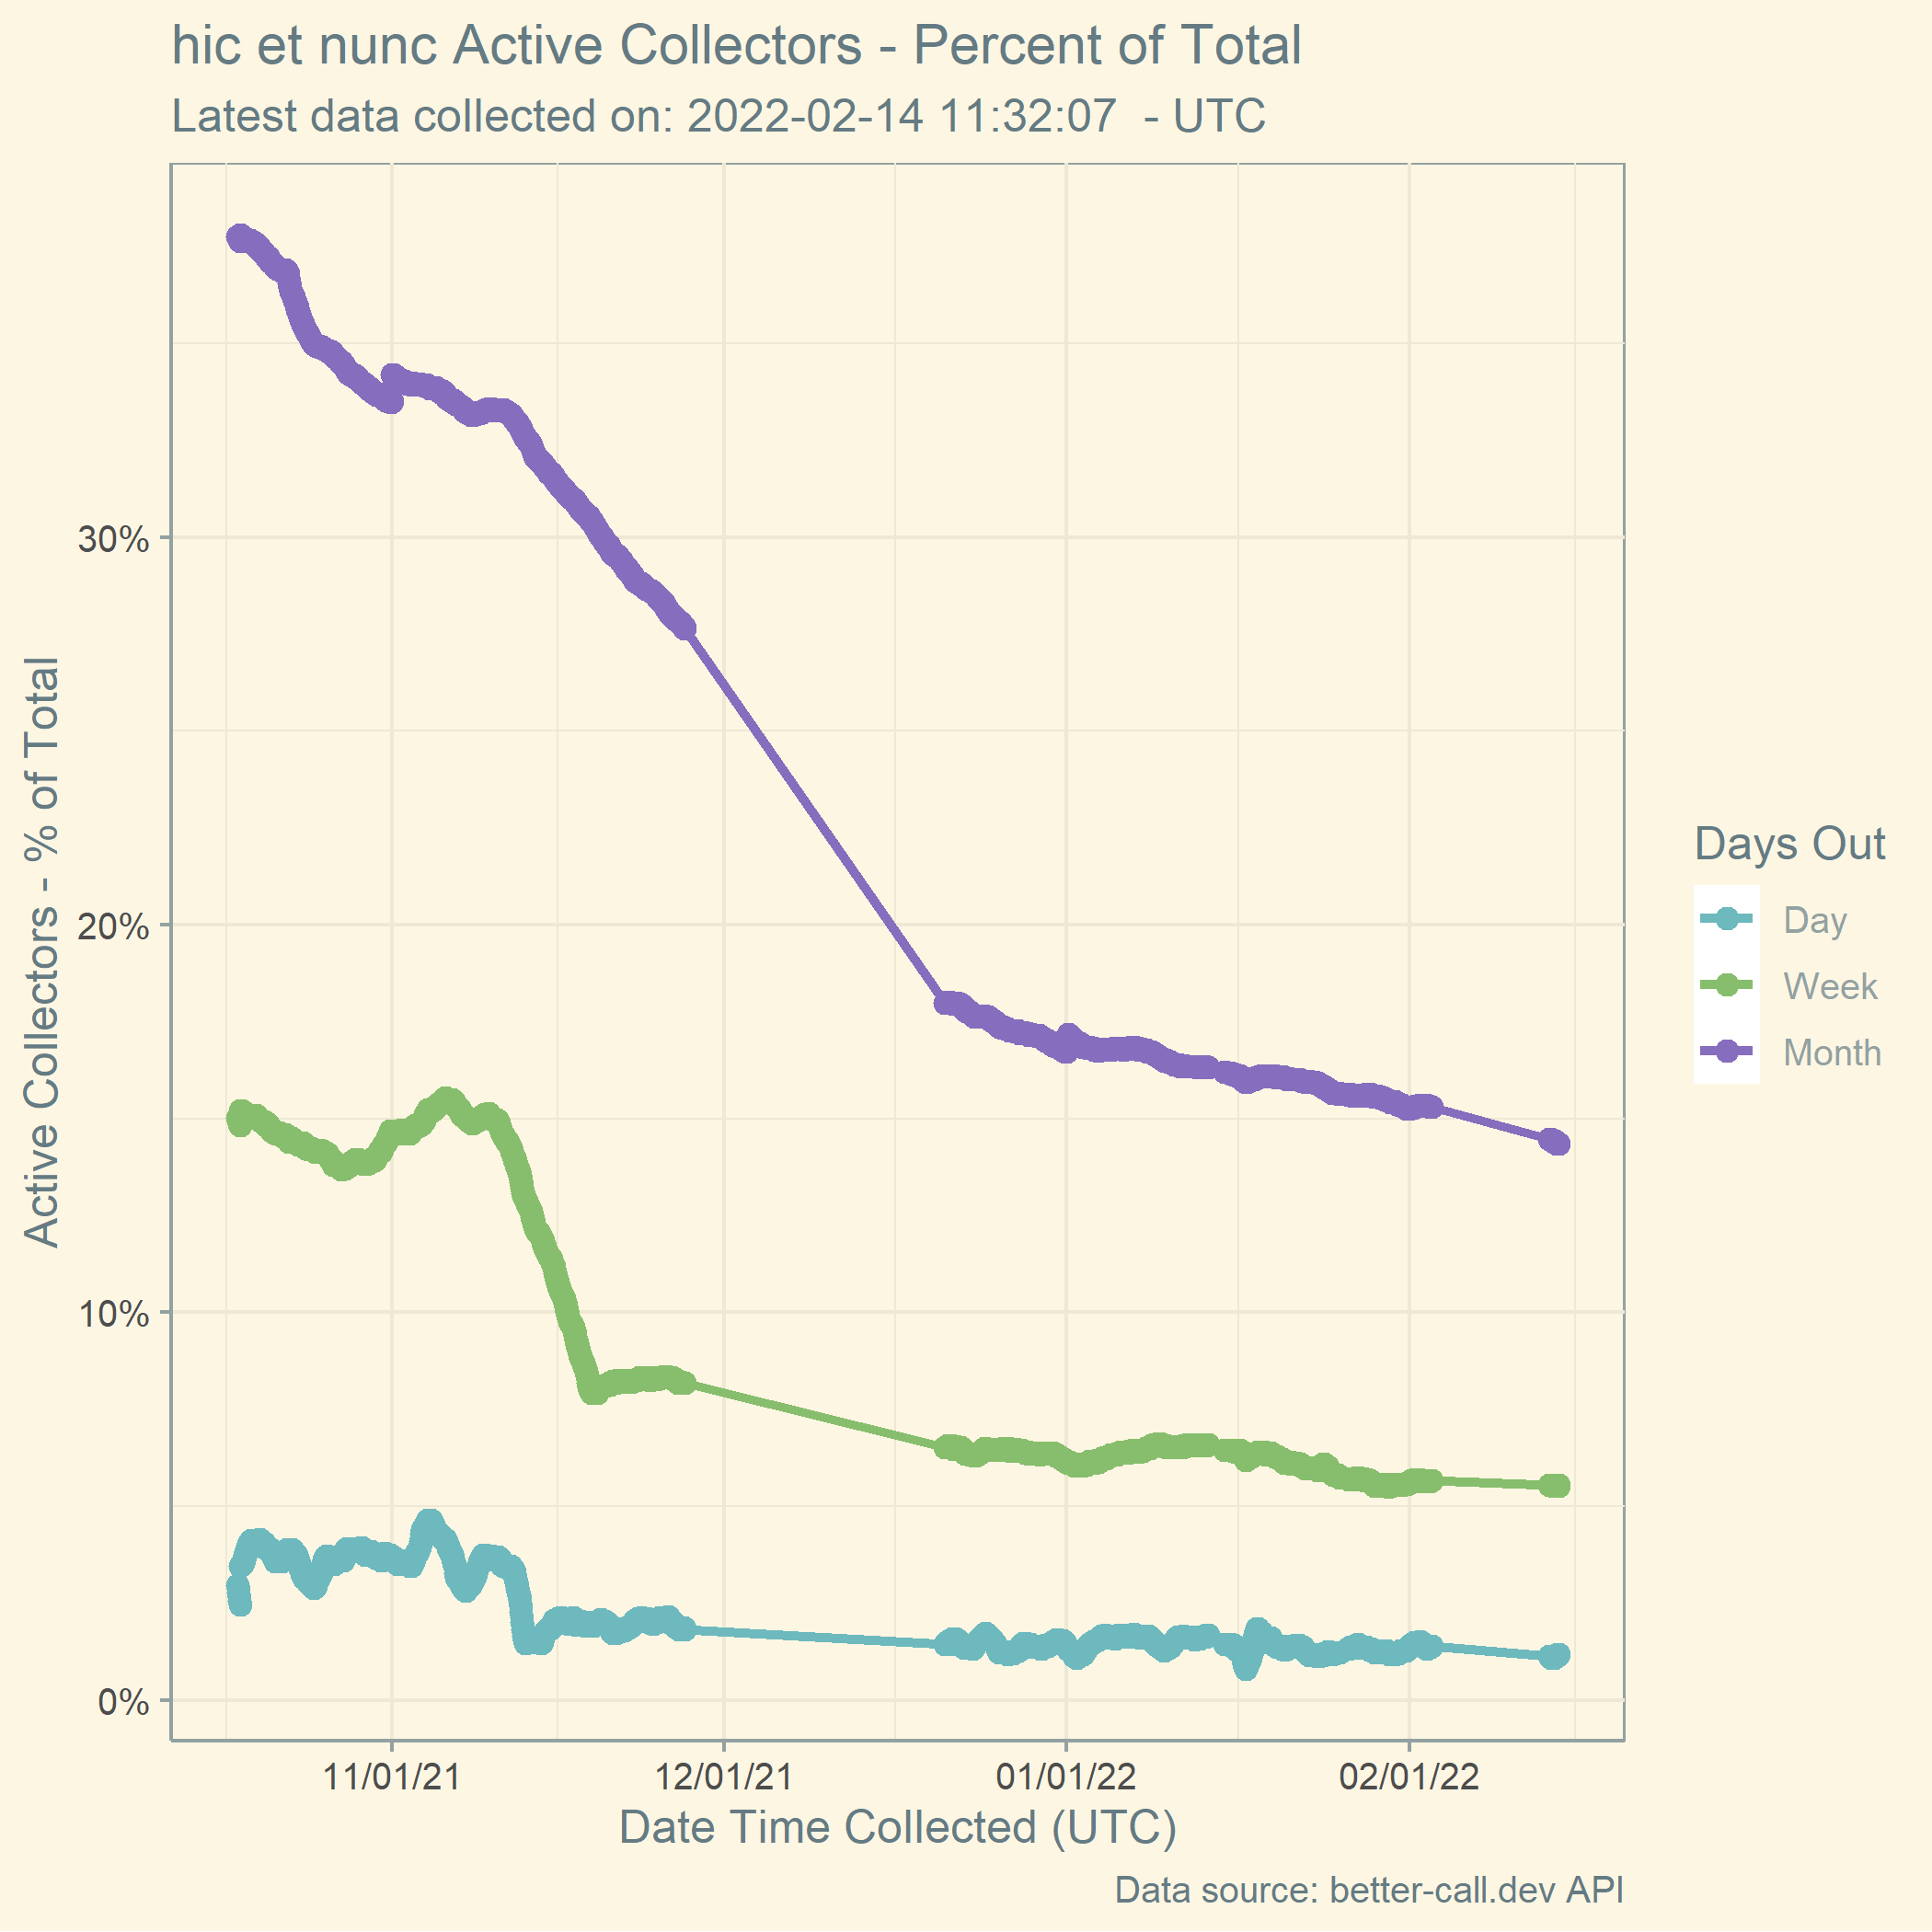 hic et nunc Active Collectors - Percent of Total
Latest data collected on: 2022-02-14 11:32:07  - UTC
Active Collectors - % of Total
30%
20%
10%
0%
11/01/21
12/01/21
01/01/22
02/01/22
Date Time Collected (UTC)
Days Out
Day
Week
Month
Data source: better-call.dev API